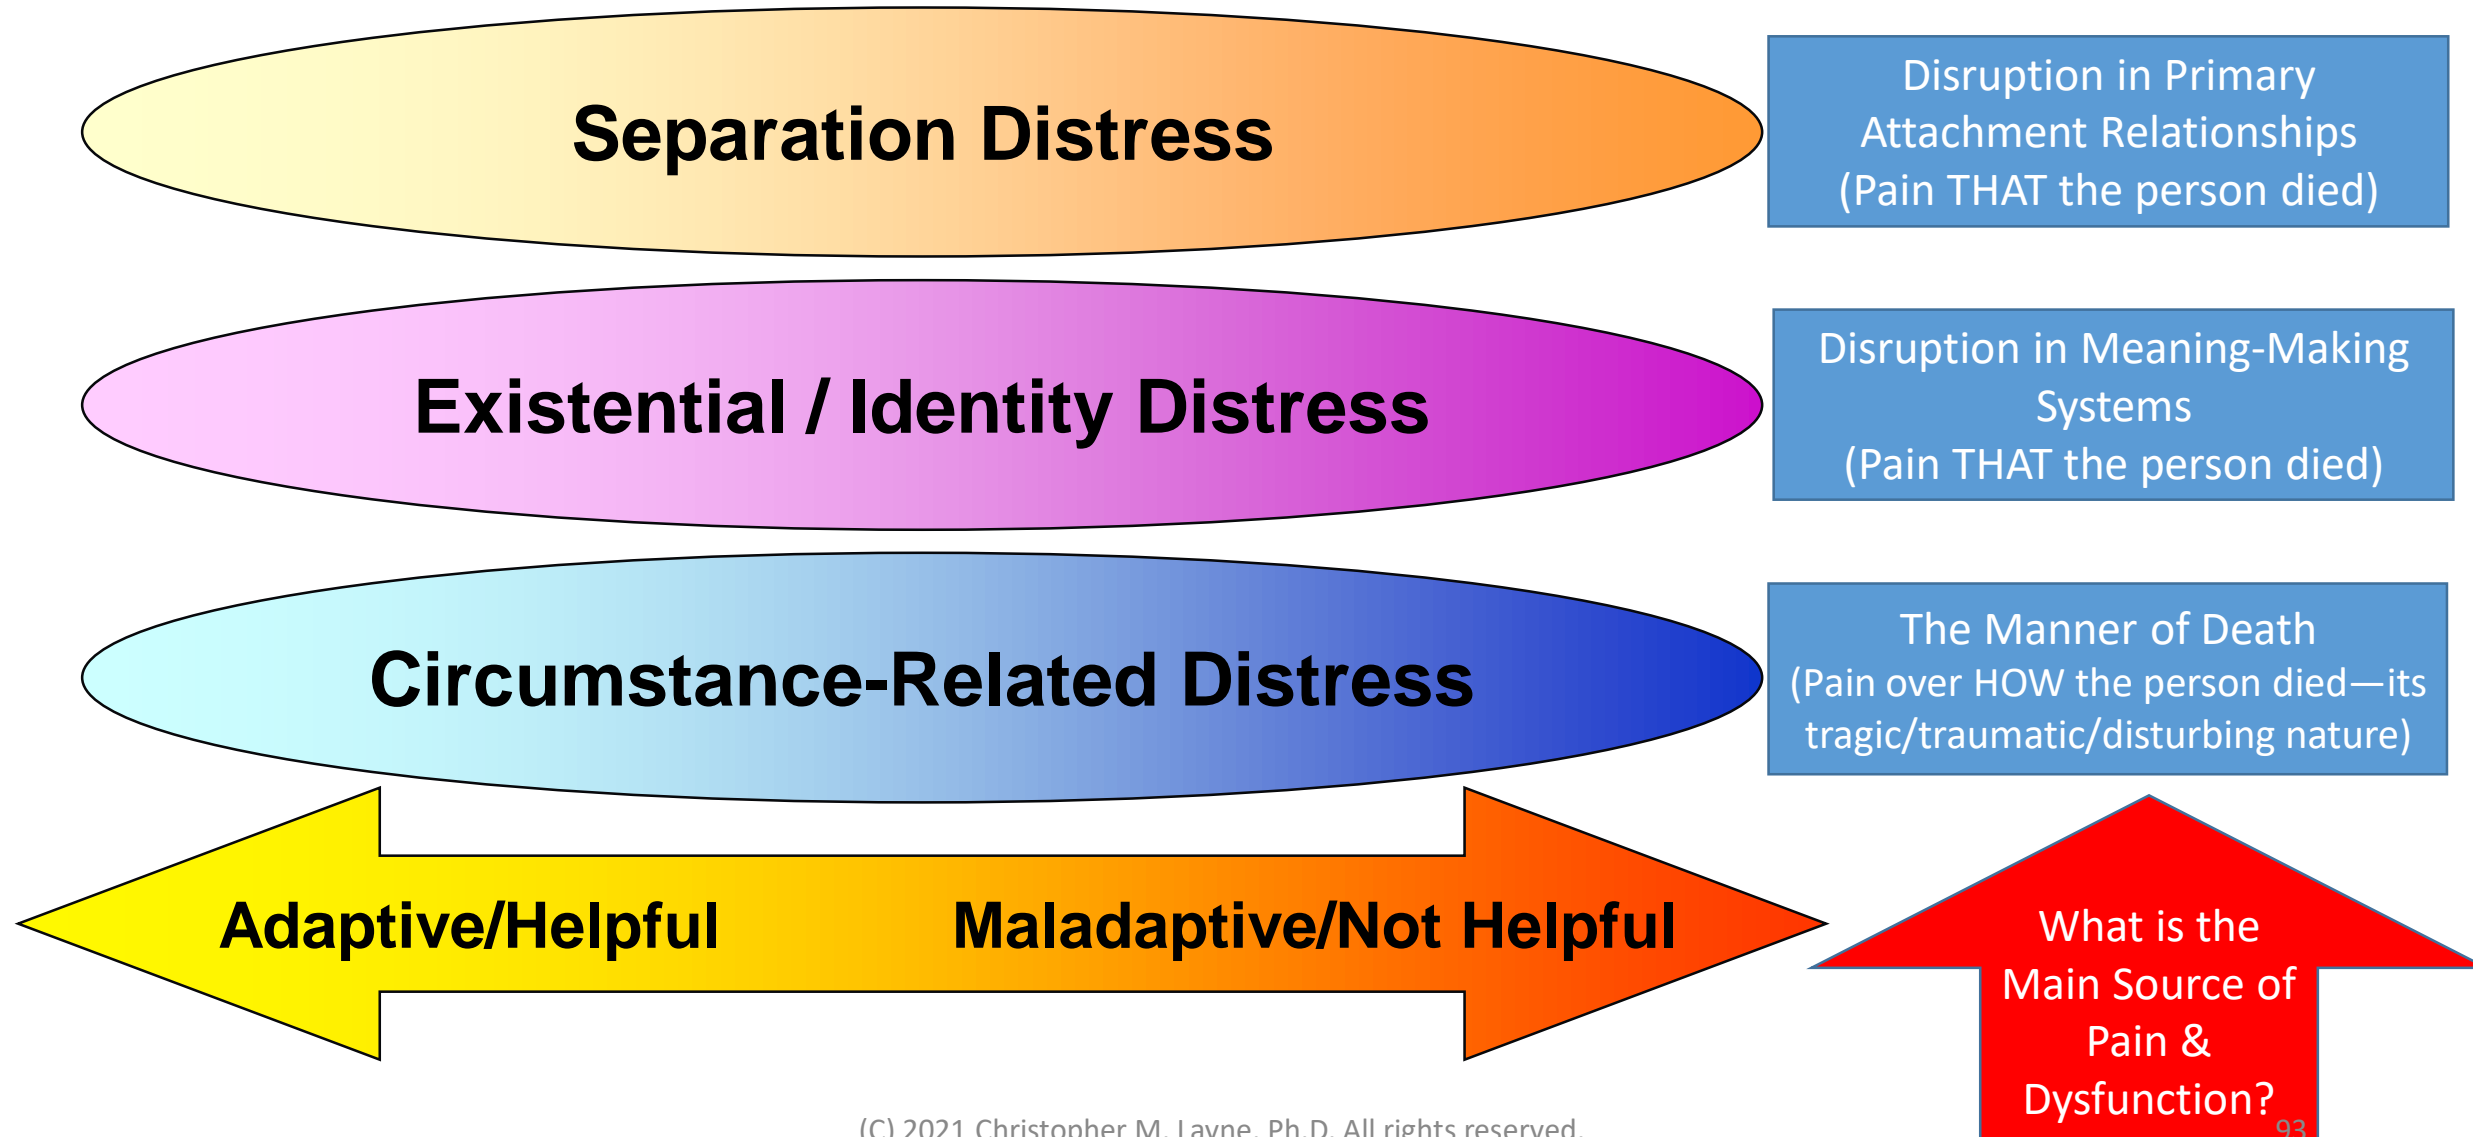 Separation Distress
Disruption in Primary
Attachment Relationships
(Pain THAT the person died)
Existential / Identity Distress
Disruption in Meaning-Making
Systems
(Pain THAT the person died)
Circumstance-Related Distress
The Manner of Death
(Pain over HOW the person died—its
tragic/traumatic/disturbing nature)
Adaptive/Helpful
Maladaptive/Not Helpful
What is the
Main Source of
Pain &
Dysfunction?
(C) 2021 Christopher M. Layne, Ph.D. All rights reserved.
93